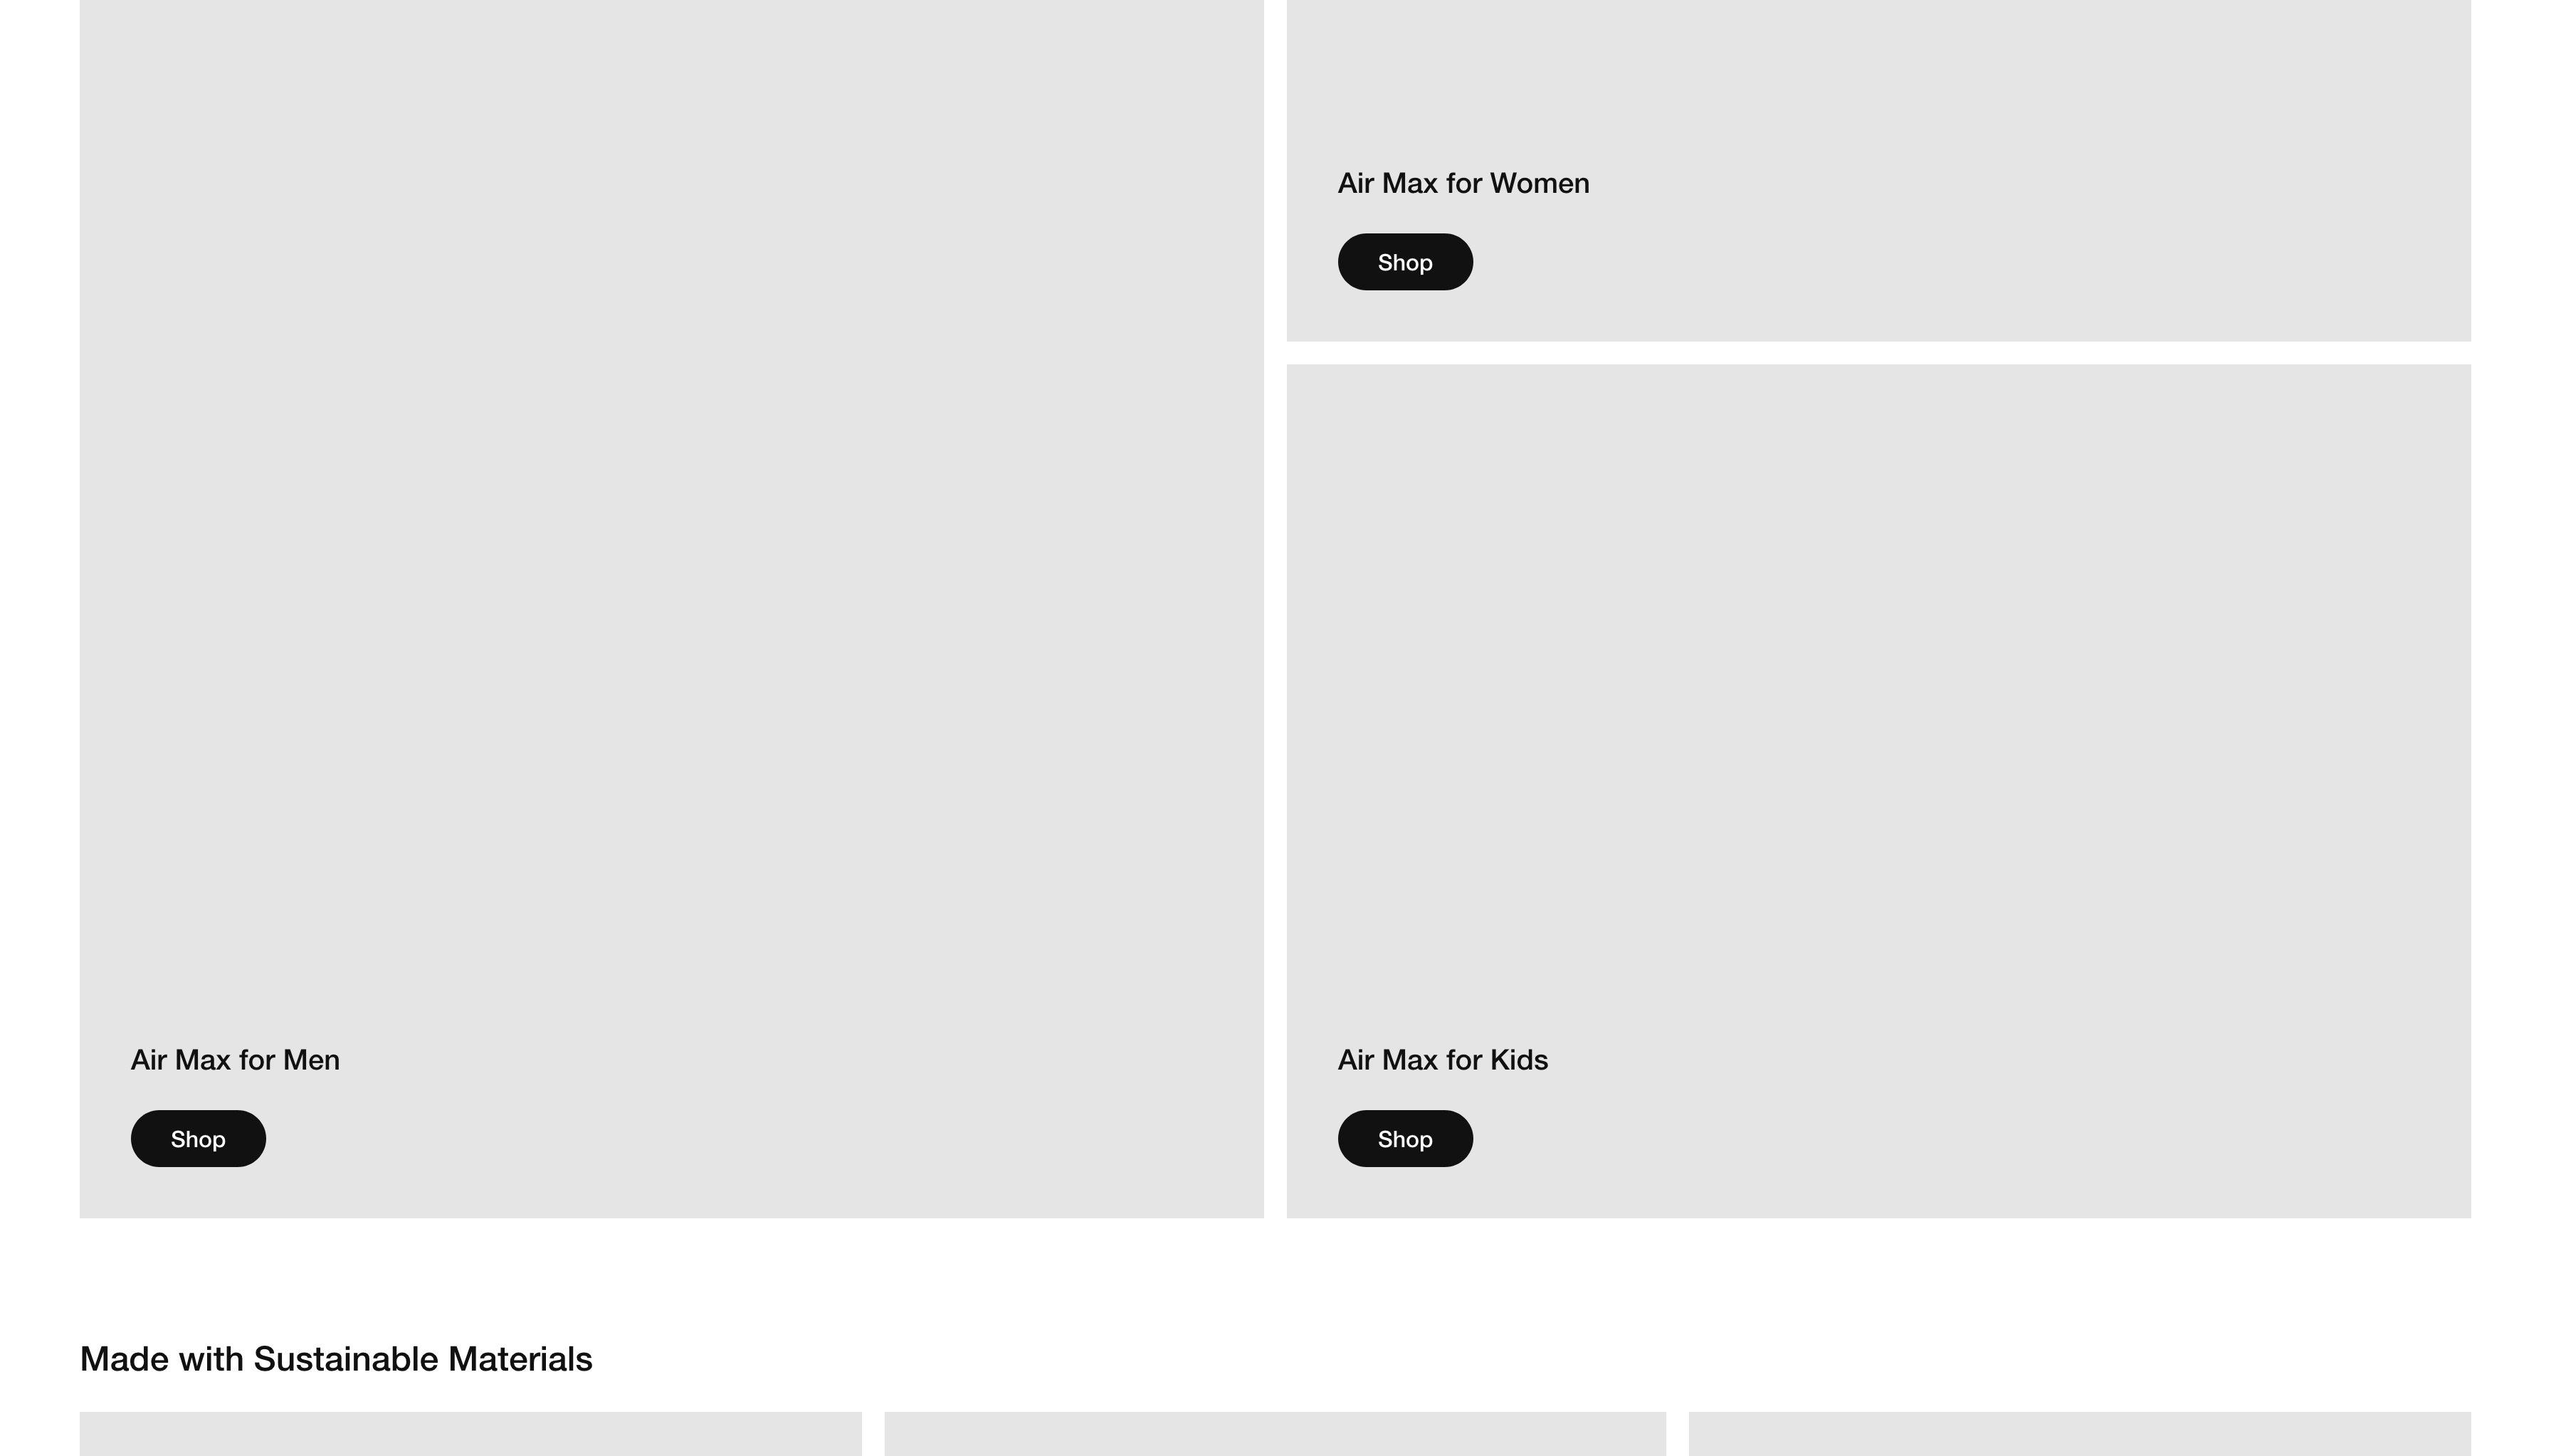 Air Max for Women
Shop
Air Max for Men
Shop
Air Max for Kids
Shop
Made with Sustainable Materials